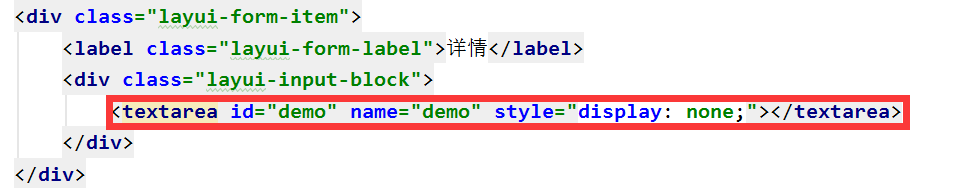 <div class="layui-form-item">
<label class="layui-form-label">详情</label>
<div class="layui-input-block">
<textarea id="demo" name="demo" style="display: none;"></textarea>
</div>
</div>